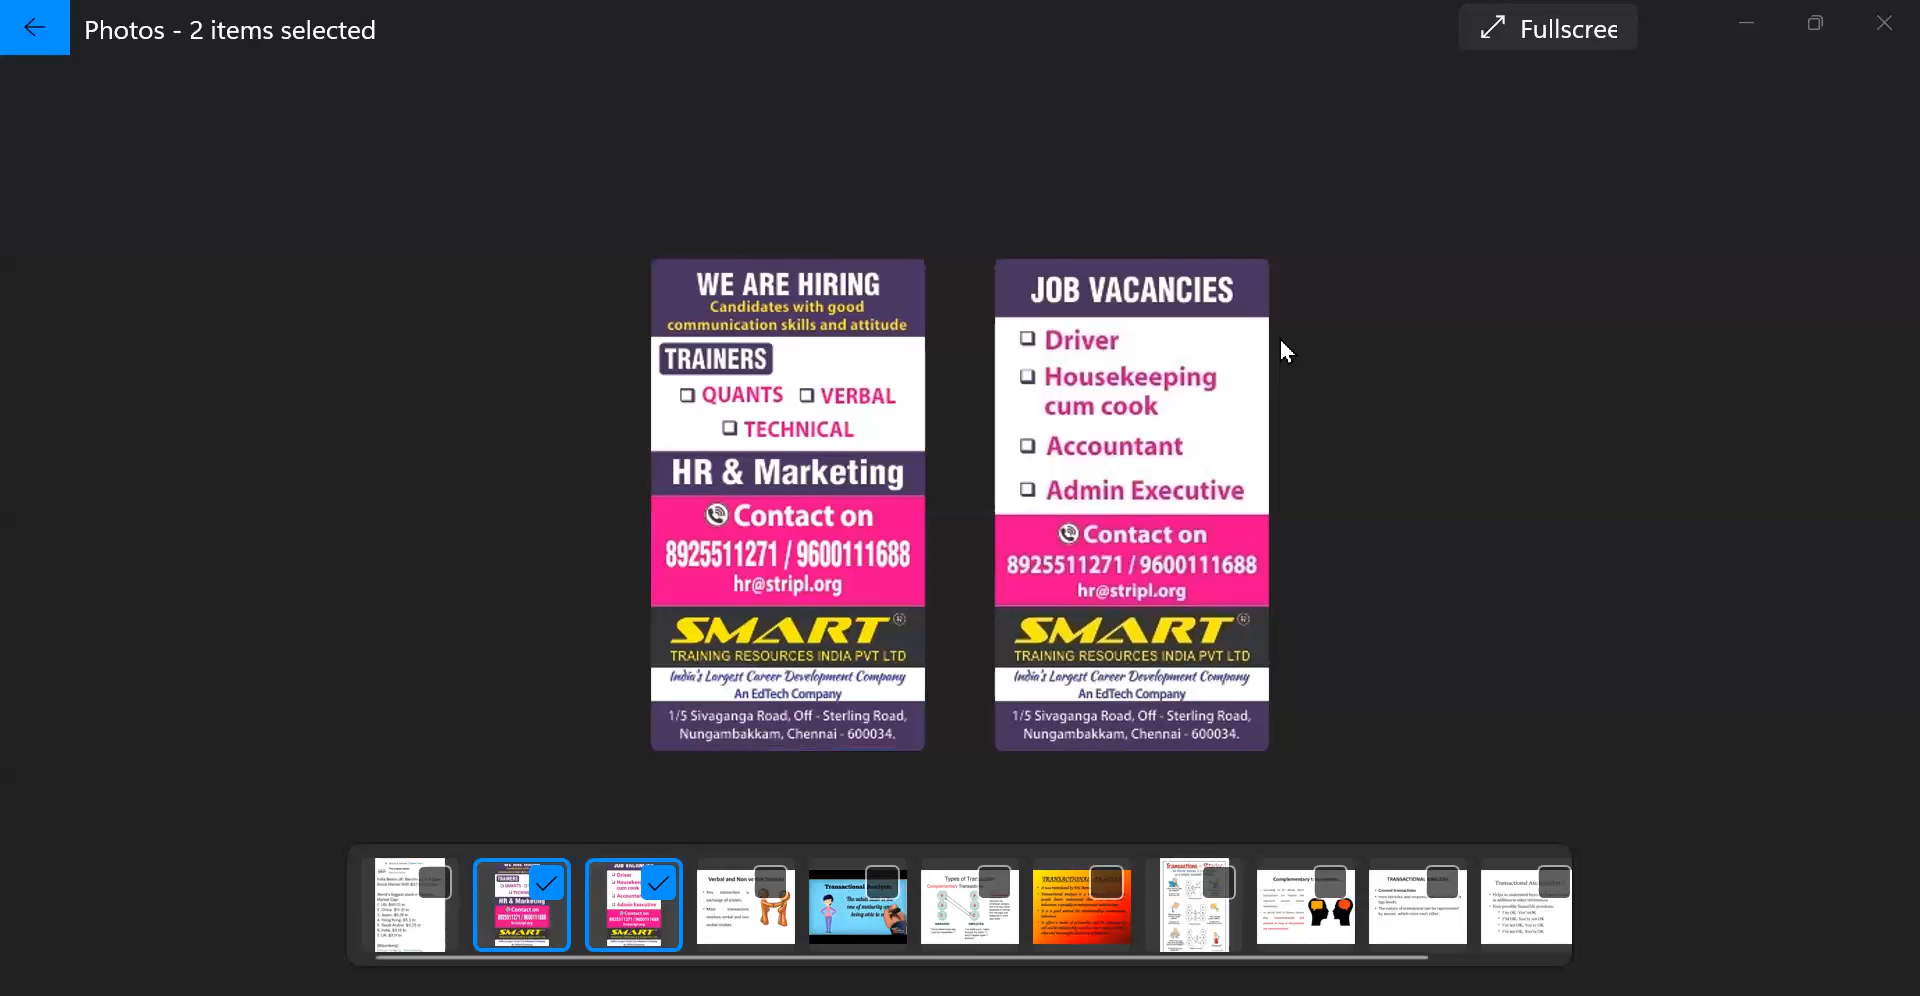 Photos - 2 items selected
Fullscree
WE ARE HIRING
Candidates with good
communication skills and attitude
TRAINERS
QUANTS VERBAL
TECHNICAL
HR & Marketing
Contact on
8925511271 / 9600111688
hr@stripl.org
SMART ®
TRAINING RESOURCES INDIA PVT LTD
India's Largest Career Development Company
An EdTech Company
1/5 Sivaganga Road, Off - Sterling Road,
Nungambakkam, Chennai - 600034.
JOB VACANCIES
Driver
Housekeeping
cum cook
Accountant
Admin Executive
Contact on
8925511271 / 9600111688
hr@stripl.org
SMART ®
TRAINING RESOURCES INDIA PVT LTD
India's Largest Career Development Company
An EdTech Company
1/5 Sivaganga Road, Off - Sterling Road,
Nungambakkam, Chennai - 600034.